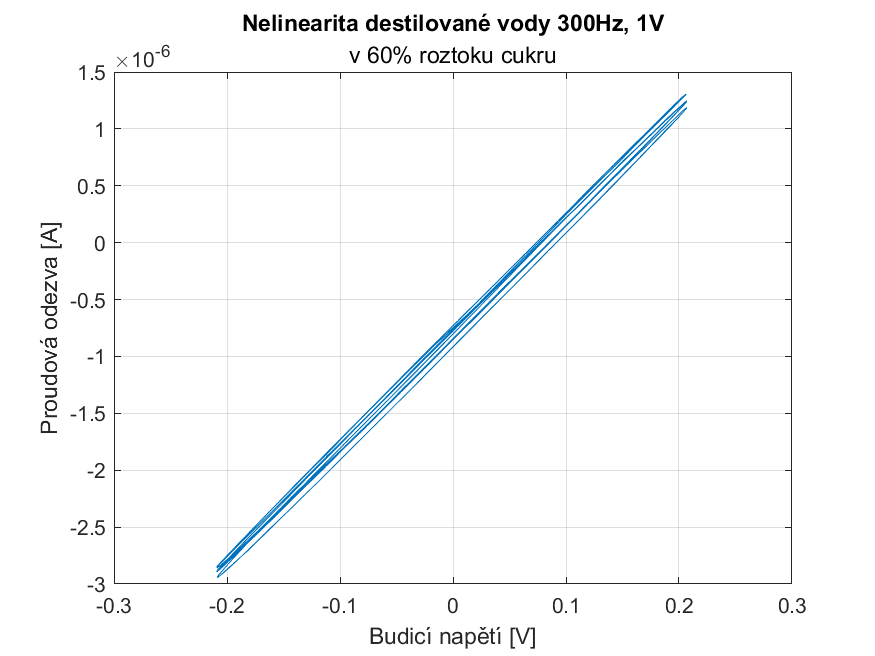 Nelinearita destilované vody 300Hz, 1V
v 60% roztoku cukru
×10-6
1.5
1
0.5
0
-0.5
-1
-1.5
-2
-2.5
-3
-0.3 -0.2 -0.1 0 0.1 0.2 0.3
Budicí napětí [V]
Proudová odezva [A]